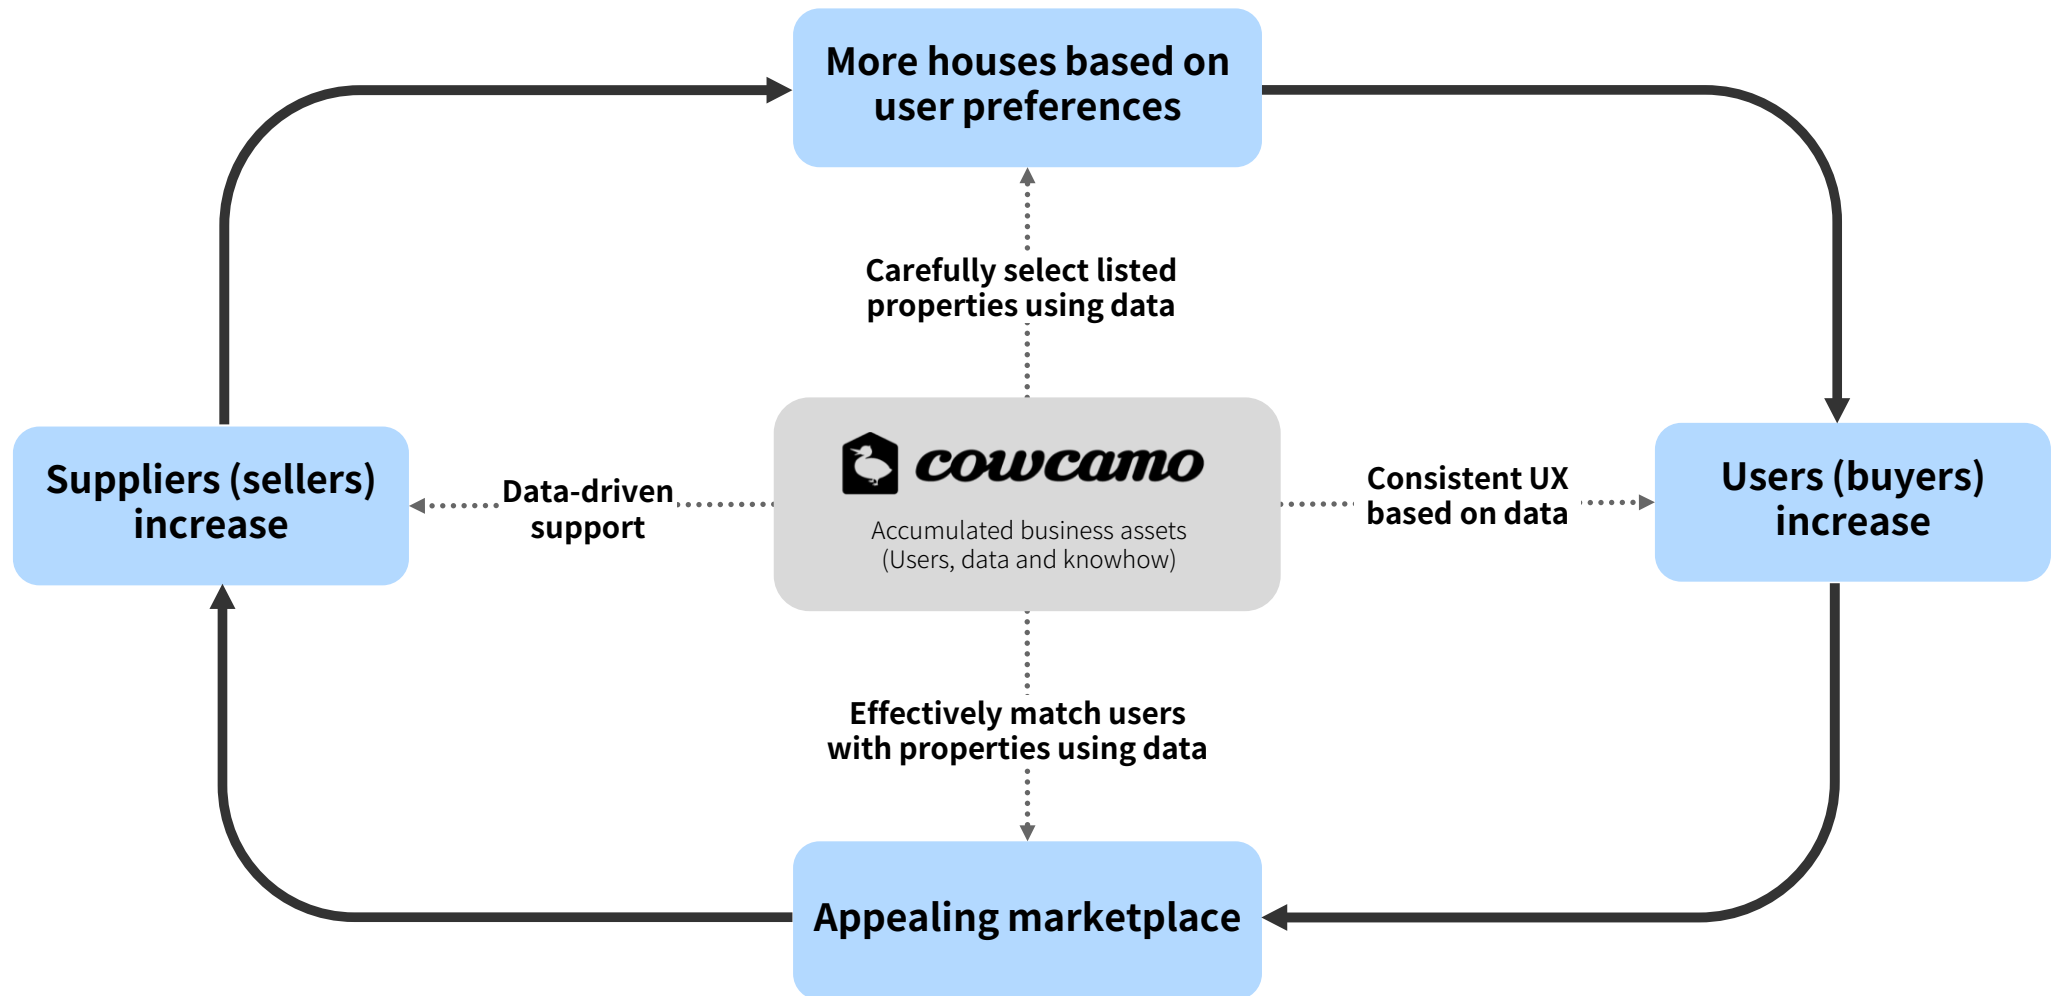 More houses based on
user preferences
Carefully select listed
properties using data
Suppliers (sellers)
increase
Data-driven
support
cowcamo
Accumulated business assets
(Users, data and knowhow)
Consistent UX
based on data
Users (buyers)
increase
Effectively match users
with properties using data
Appealing marketplace